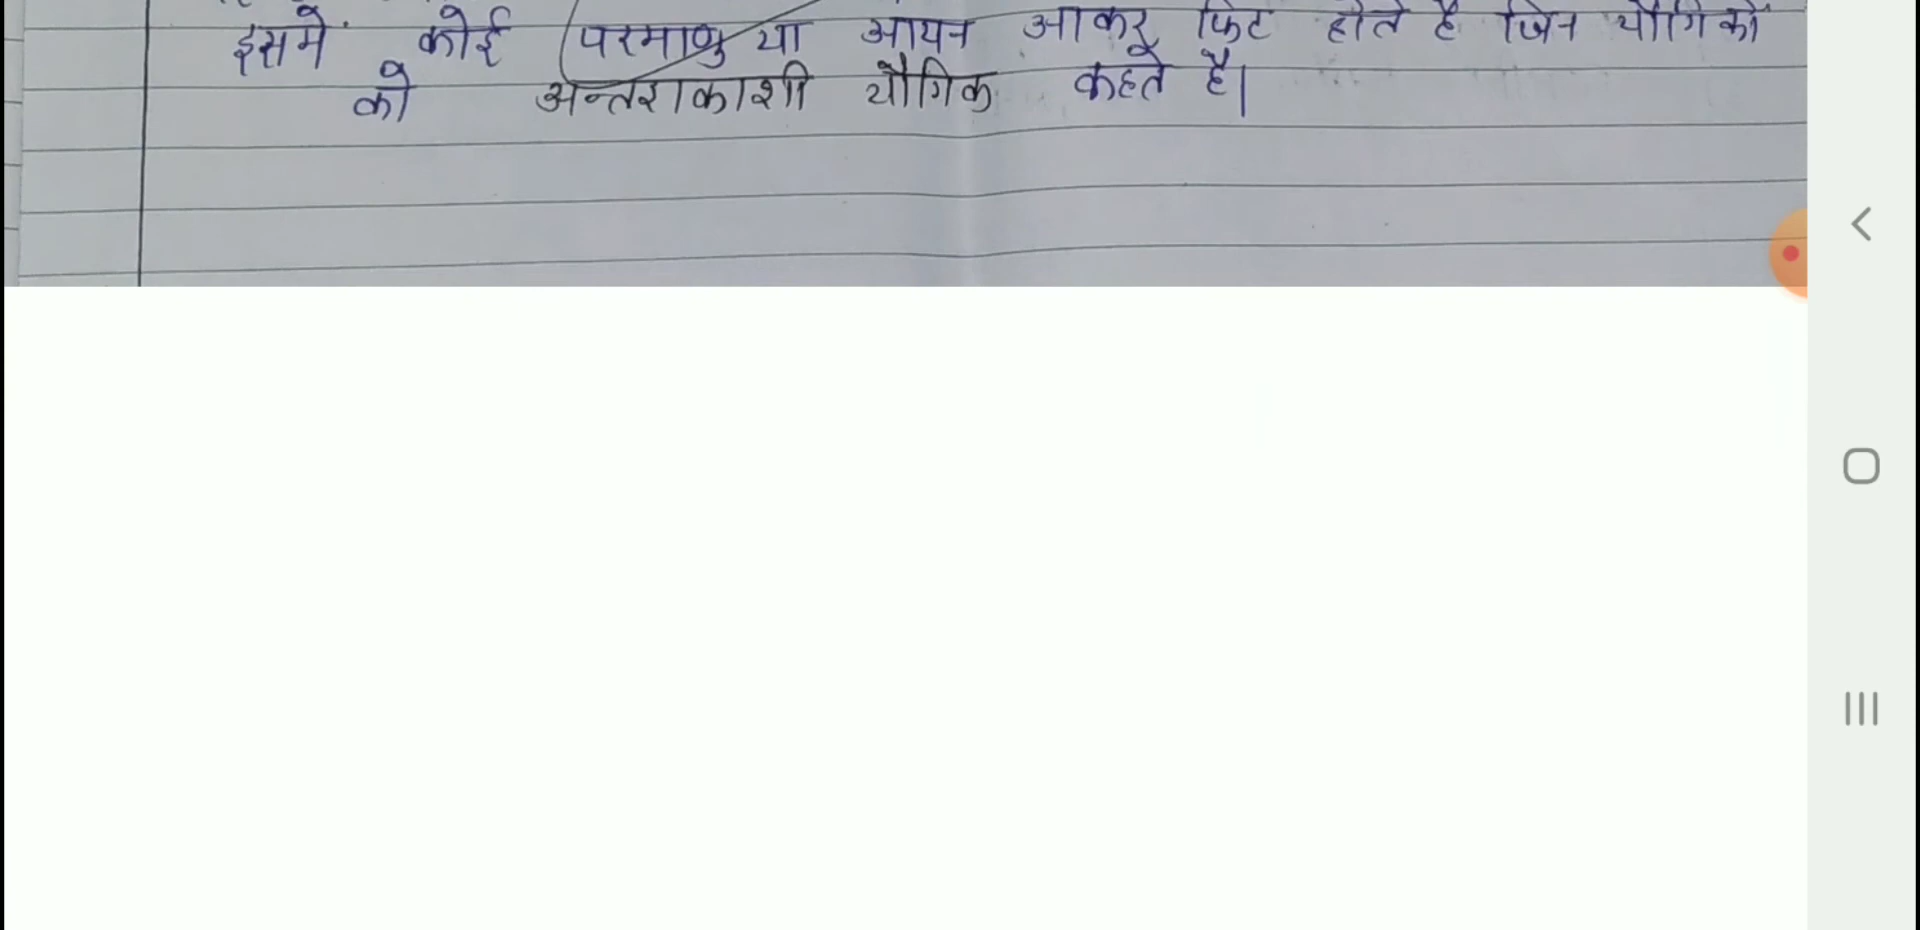 इसमें कोई परमाणु या आयन आकर फिट होते है जिन यौगिकों
को अन्तराकाशी यौगिक कहते है।